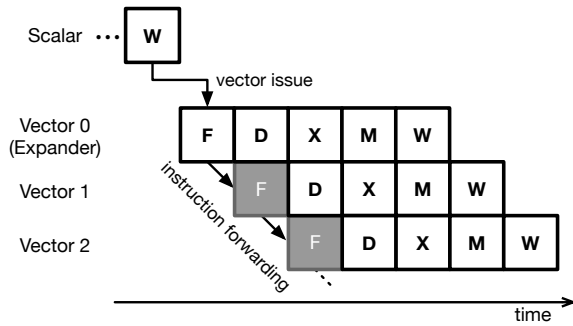 Scalar ... W
vector issue
Vector 0
(Expander)
F D X M W
Vector 1
F D X M W
Vector 2
F D X M W
instruction forwarding
time